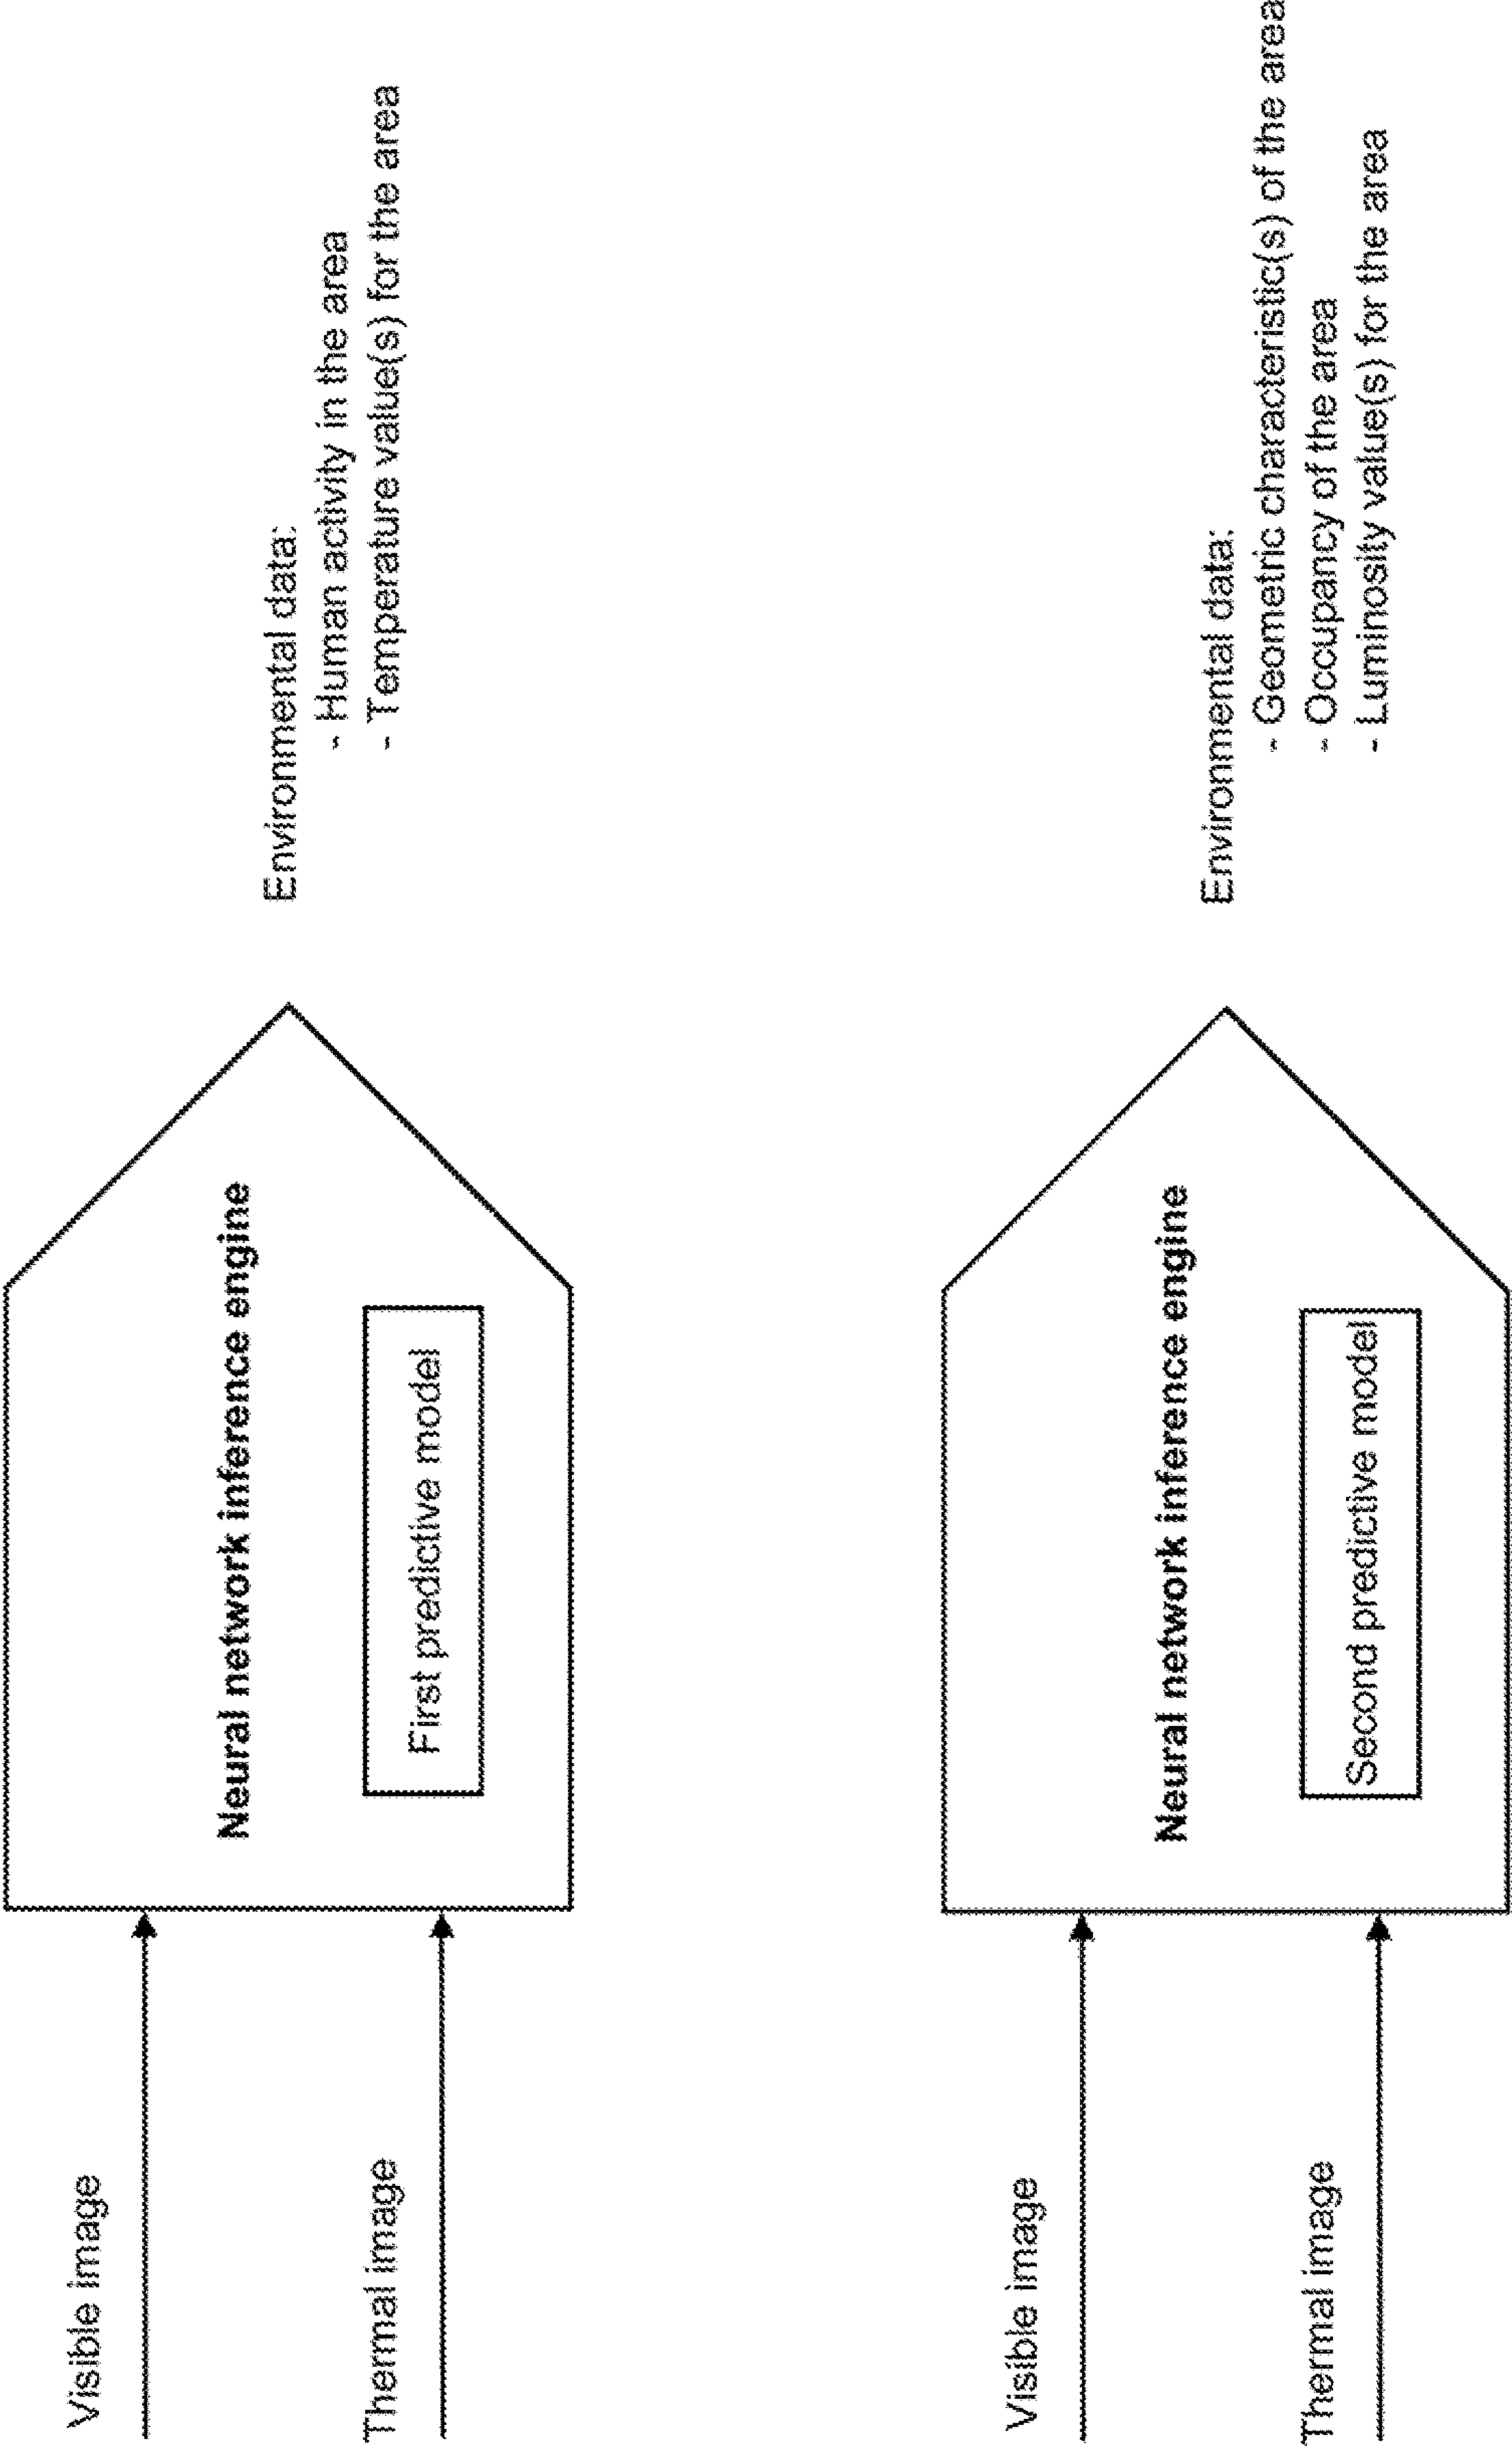 Visible image
Thermal image
Neural network inference engine
First predictive model
Environmental data:
- Human activity in the area
- Temperature value(s) for the area
Visible image
Thermal image
Neural network inference engine
Second predictive model
Environmental data:
- Geometric characteristic(s) of the area
- Occupancy of the area
- Luminosity value(s) for the area